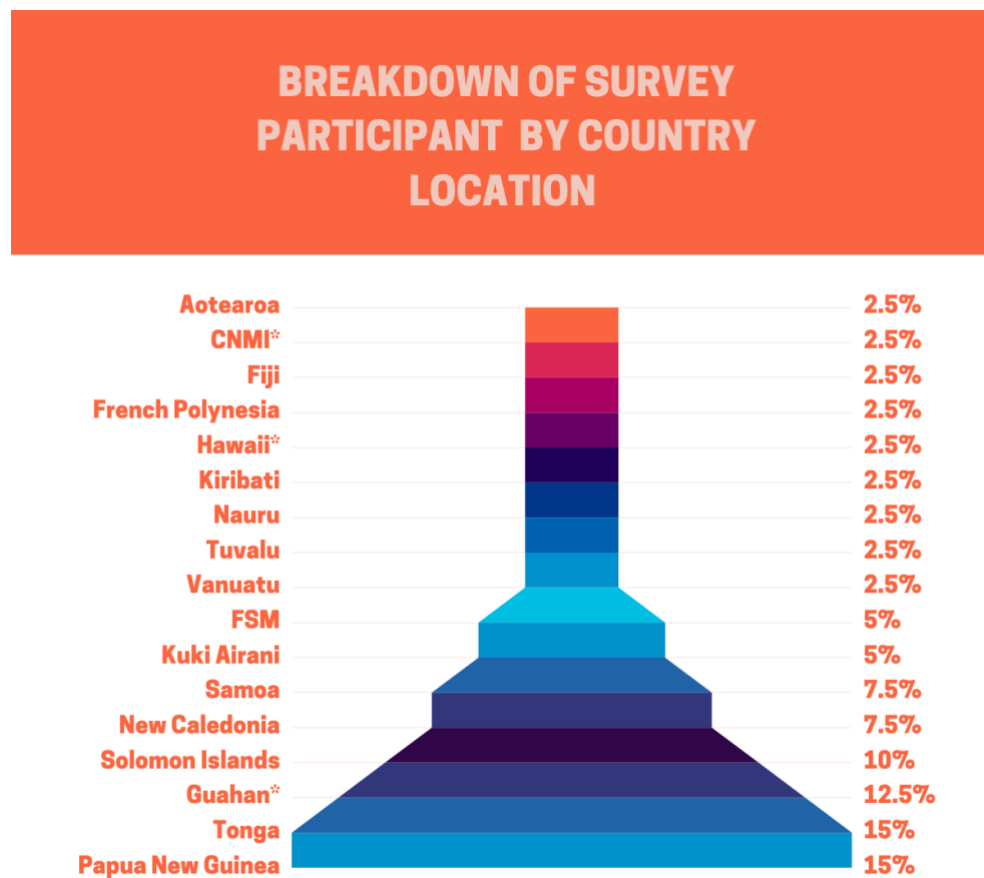 BREAKDOWN OF SURVEY
PARTICIPANT BY COUNTRY
LOCATION
Aotearoa 2.5%
CNMI* 2.5%
Fiji 2.5%
French Polynesia 2.5%
Hawaii* 2.5%
Kiribati 2.5%
Nauru 2.5%
Tuvalu 2.5%
Vanuatu 2.5%
FSM 5%
Kuki Airani 5%
Samoa 7.5%
New Caledonia 7.5%
Solomon Islands 10%
Guahan* 12.5%
Tonga 15%
Papua New Guinea 15%